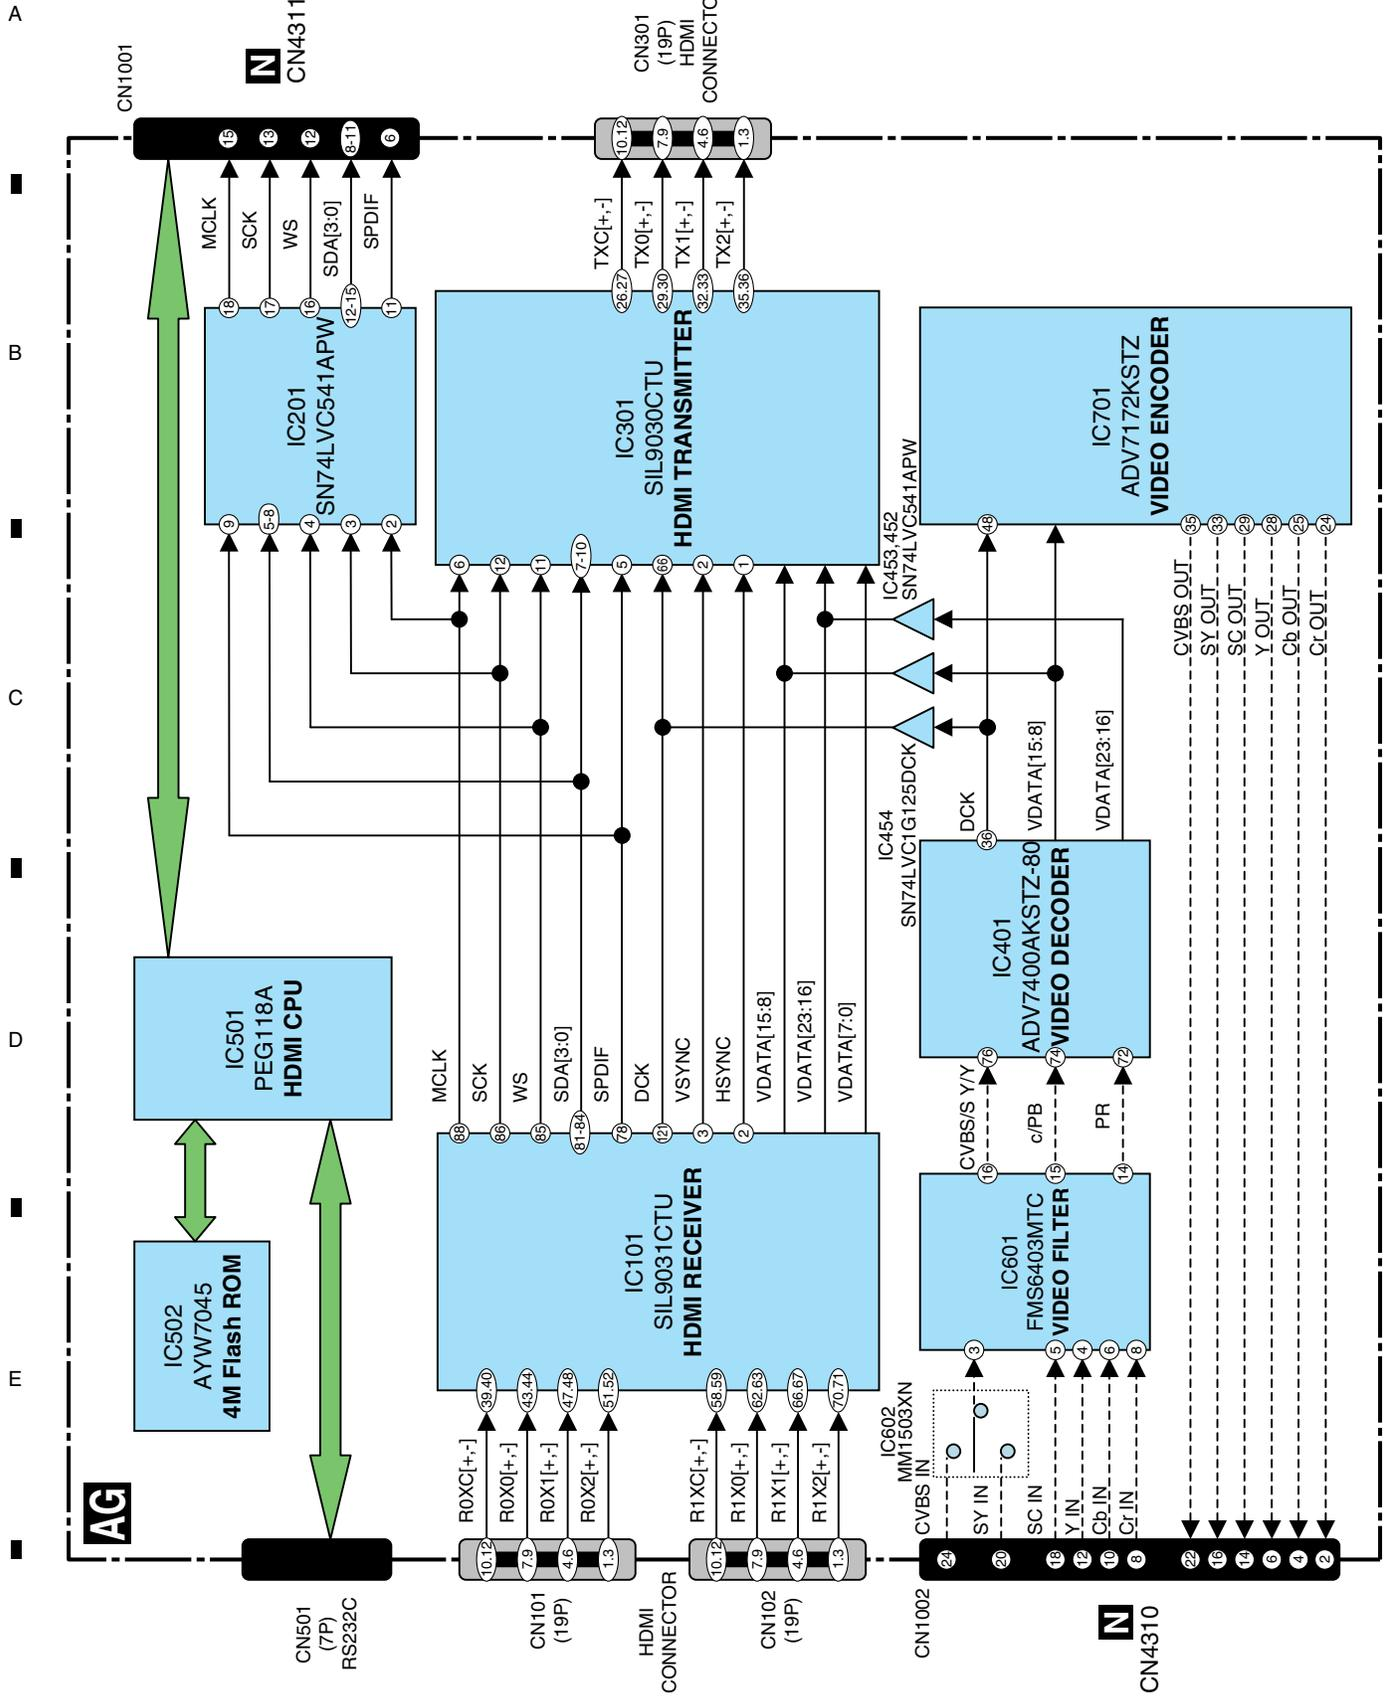 A
B
C
D
E
AG
CN501
(7P)
RS232C
IC502
AYW7045
4M Flash ROM
IC501
PEG118A
HDMI CPU
CN1001
N
CN4311
15
13
12
8-11
6
MCLK
SCK
WS
SDA[3:0]
SPDIF
18
17
16
12-15
11
IC201
SN74LVC541APW
9
5-8
4
3
2
CN101
(19P)
HDMI
CONNECTOR
CN102
(19P)
10.12
7.9
4.6
1.3
10.12
7.9
4.6
1.3
R0XC[+,-]
R0X0[+,-]
R0X1[+,-]
R0X2[+,-]
R1XC[+,-]
R1X0[+,-]
R1X1[+,-]
R1X2[+,-]
39.40
43.44
47.48
51.52
58.59
62.63
66.67
70.71
IC101
SIL9031CTU
HDMI RECEIVER
88
86
85
81-84
78
121
3
2
MCLK
SCK
WS
SDA[3:0]
SPDIF
DCK
VSYNC
HSYNC
VDATA[15:8]
VDATA[23:16]
VDATA[7:0]
6
12
11
7-10
5
66
2
1
IC301
SIL9030CTU
HDMI TRANSMITTER
26.27
29.30
32.33
35.36
TXC[+,-]
TX0[+,-]
TX1[+,-]
TX2[+,-]
10.12
7.9
4.6
1.3
CN301
(19P)
HDMI
CONNECTO
CN1002
N
CN4310
24
20
18
12
10
8
22
16
14
6
4
2
CVBS IN
SY IN
SC IN
Y IN
Cb IN
Cr IN
IC602
MM1503XN
3
5
4
6
8
IC601
FMS6403MTC
VIDEO FILTER
16
15
14
CVBS/S Y/Y
c/PB
PR
76
74
72
IC401
ADV7400AKSTZ-80
VIDEO DECODER
36
DCK
VDATA[15:8]
VDATA[23:16]
IC454
SN74LVC1G125DCK
IC453,452
SN74LVC541APW
48
IC701
ADV7172KSTZ
VIDEO ENCODER
35
33
29
28
25
24
CVBS OUT
SY OUT
SC OUT
Y OUT
Cb OUT
Cr OUT